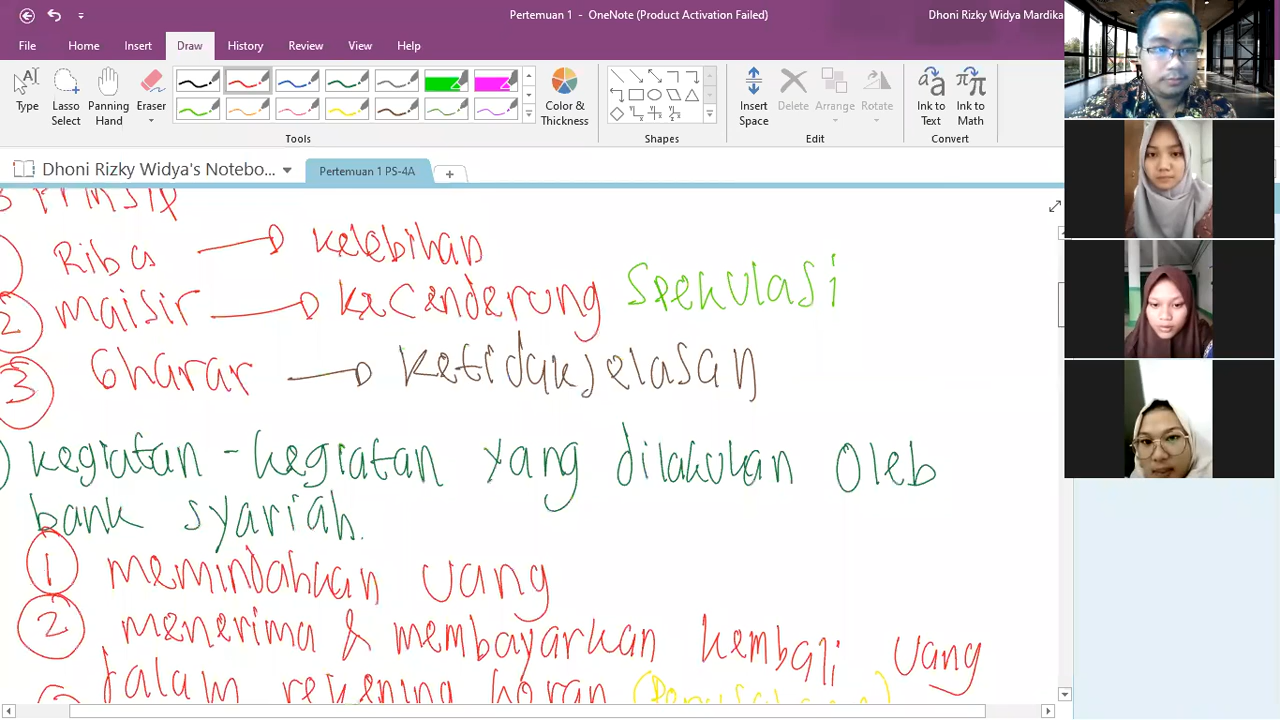 Pertemuan 1 - OneNote (Product Activation Failed)
Dhoni Rizky Widya Mardika
File Home Insert Draw History Review View Help
Type Lasso Select Panning Hand Eraser Color & Thickness Insert Space Delete Arrange Rotate Ink to Text Ink to Math
Tools Shapes Edit Convert
Dhoni Rizky Widya's Notebo... Pertemuan 1 PS-4A
Prinsip
Riba → kelebihan
2 maisir → kecenderung spekulasi
3 Gharar → ketidakjelasan
) kegiatan - kegiatan yang dilakukan oleh
bank syariah.
1 memindahkan uang
2 menerima & membayarkan kembali uang
dalam rekening koran